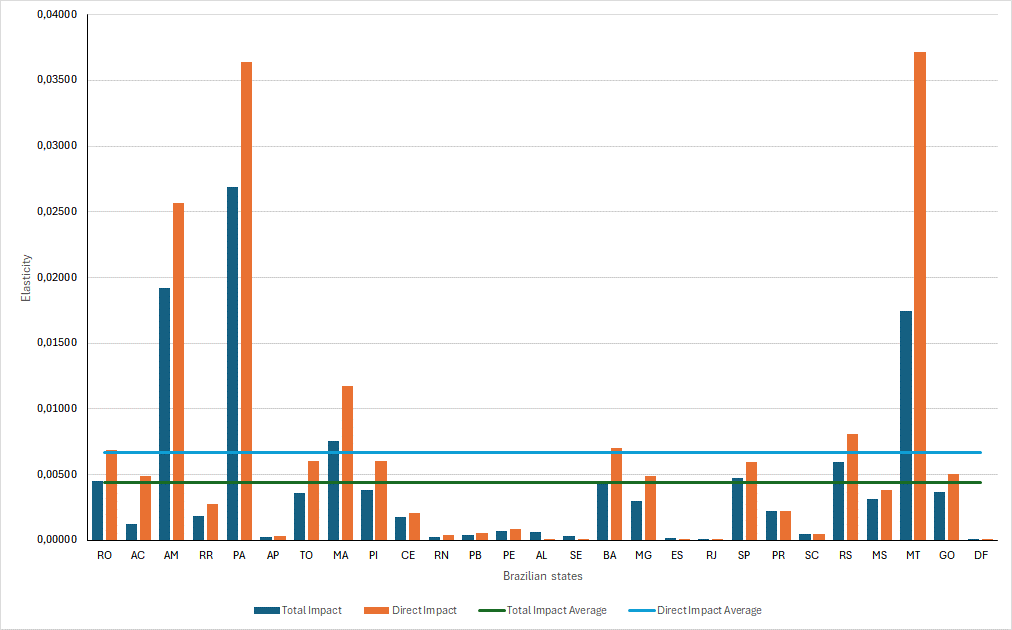 0,04000
0,03500
0,03000
0,02500
0,02000
0,01500
0,01000
0,00500
0,00000
Elasticity
RO AC AM RR PA AP TO MA PI CE RN PB PE AL SE BA MG ES RJ SP PR SC RS MS MT GO DF
Brazilian states
Total Impact Direct Impact Total Impact Average Direct Impact Average